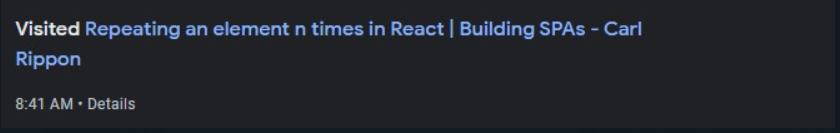 Visited Repeating an element n times in React | Building SPAs - Carl
Rippon
8:41 AM • Details